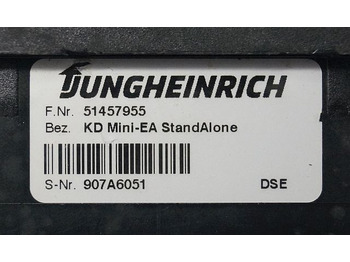 JUNGHEINRICH
F.Nr. 51457955
Bez. KD Mini-EA StandAlone
S-Nr. 907A6051 DSE